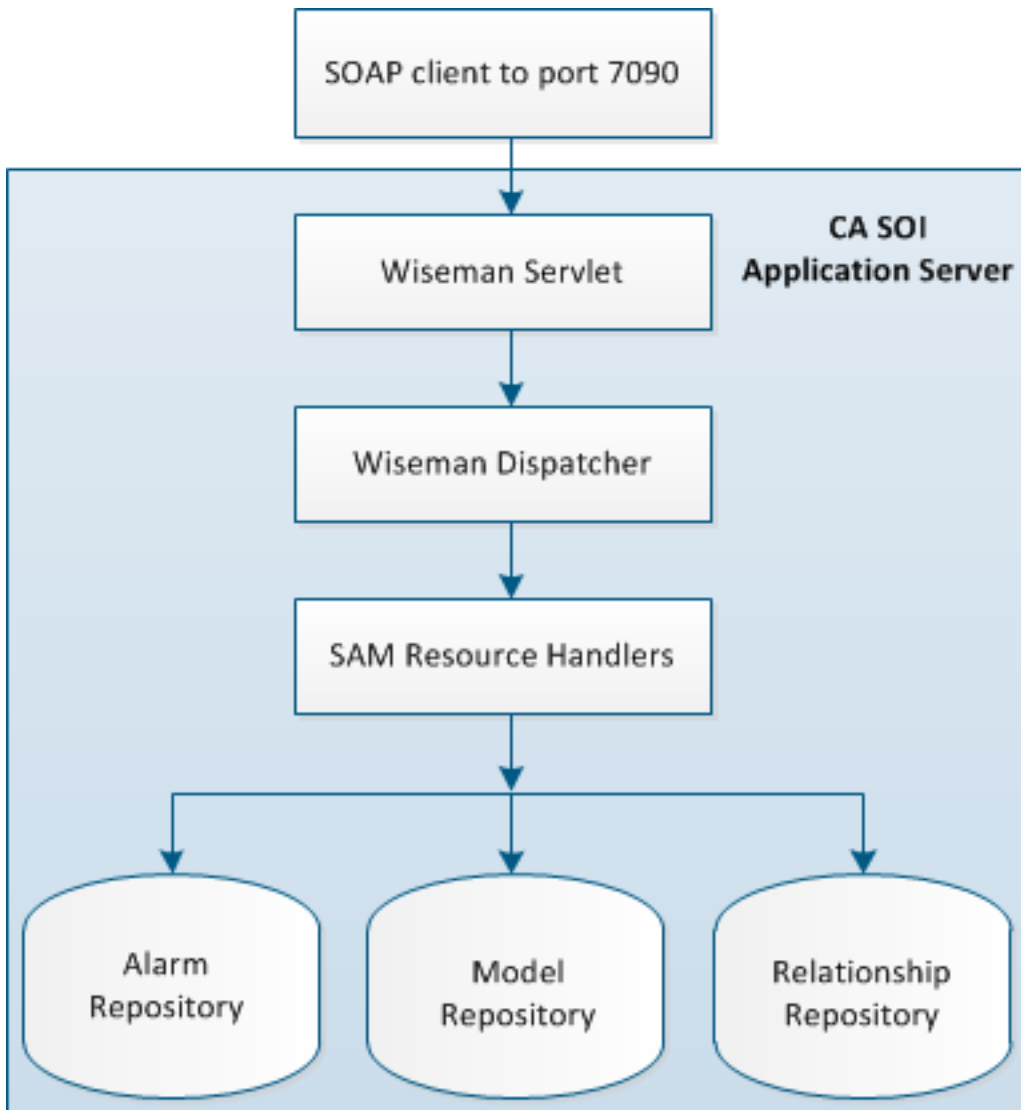 SOAP client to port 7090
CA SOI
Application Server
Wiseman Servlet
Wiseman Dispatcher
SAM Resource Handlers
Alarm
Repository
Model
Repository
Relationship
Repository